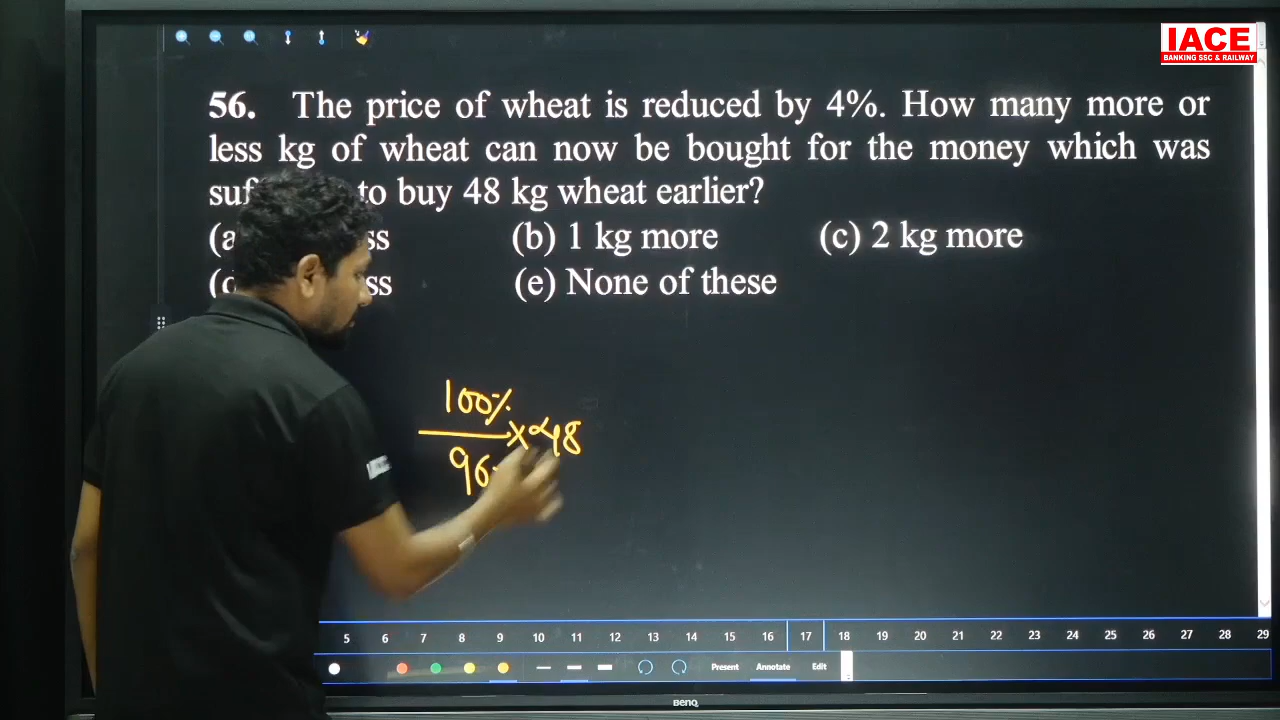 IACE
BANKING SSC & RAILWAY
56. The price of wheat is reduced by 4%. How many more or
less kg of wheat can now be bought for the money which was
to buy 48 kg wheat earlier?
(b) 1 kg more (c) 2 kg more
(e) None of these
100%
× 48
96
5 6 7 8 9 10 11 12 13 14 15 16 17 18 19 20 21 22 23 24 25 26 27 28 29
Present Annotate Edit
BenQ